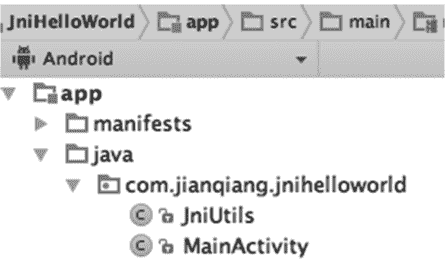 JniHelloWorld app src main
Android
app
manifests
java
com.jianqiang.jnihelloworld
C JniUtils
C MainActivity